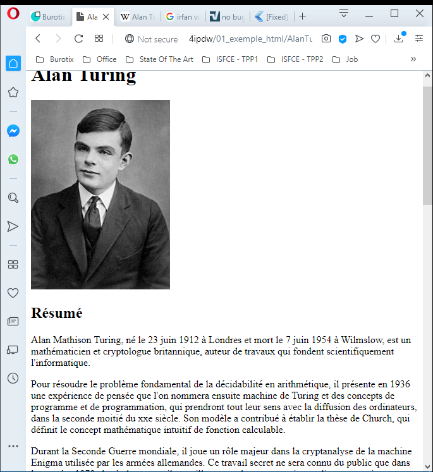 Burotix
Ala
Alan T
irfan vi
no bug
[Fixed]
Not secure 4ipdw/01_exemple_html/AlanTu
Burotix Office State Of The Art ISFCE - TPP1 ISFCE - TPP2 Job »
Alan Turing
Résumé
Alan Mathison Turing, né le 23 juin 1912 à Londres et mort le 7 juin 1954 à Wilmslow, est un
mathématicien et cryptologue britannique, auteur de travaux qui fondent scientifiquement
l'informatique.
Pour résoudre le problème fondamental de la décidabilité en arithmétique, il présente en 1936
une expérience de pensée que l'on nommera ensuite machine de Turing et des concepts de
programme et de programmation, qui prendront tout leur sens avec la diffusion des ordinateurs,
dans la seconde moitié du xxe siècle. Son modèle a contribué à établir la thèse de Church, qui
définit le concept mathématique intuitif de fonction calculable.
Durant la Seconde Guerre mondiale, il joue un rôle majeur dans la cryptanalyse de la machine
Enigma utilisée par les armées allemandes. Ce travail secret ne sera connu du public que dans